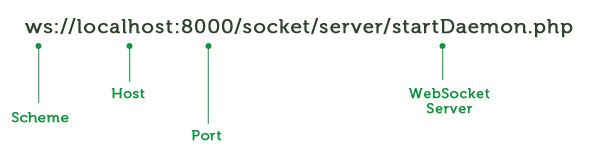 ws://localhost:8000/socket/server/startDaemon.php
Scheme
Host
Port
WebSocket
Server